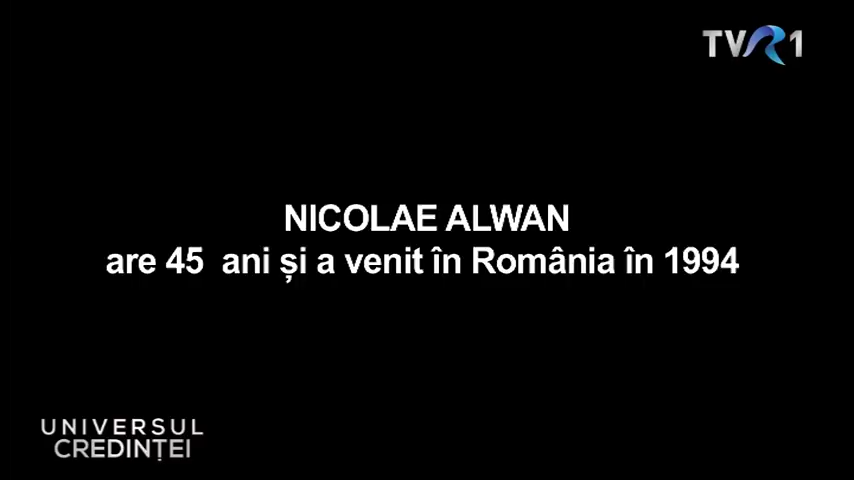 TVR1
NICOLAE ALWAN
are 45 ani și a venit în România în 1994
UNIVERSUL
CREDINȚEI